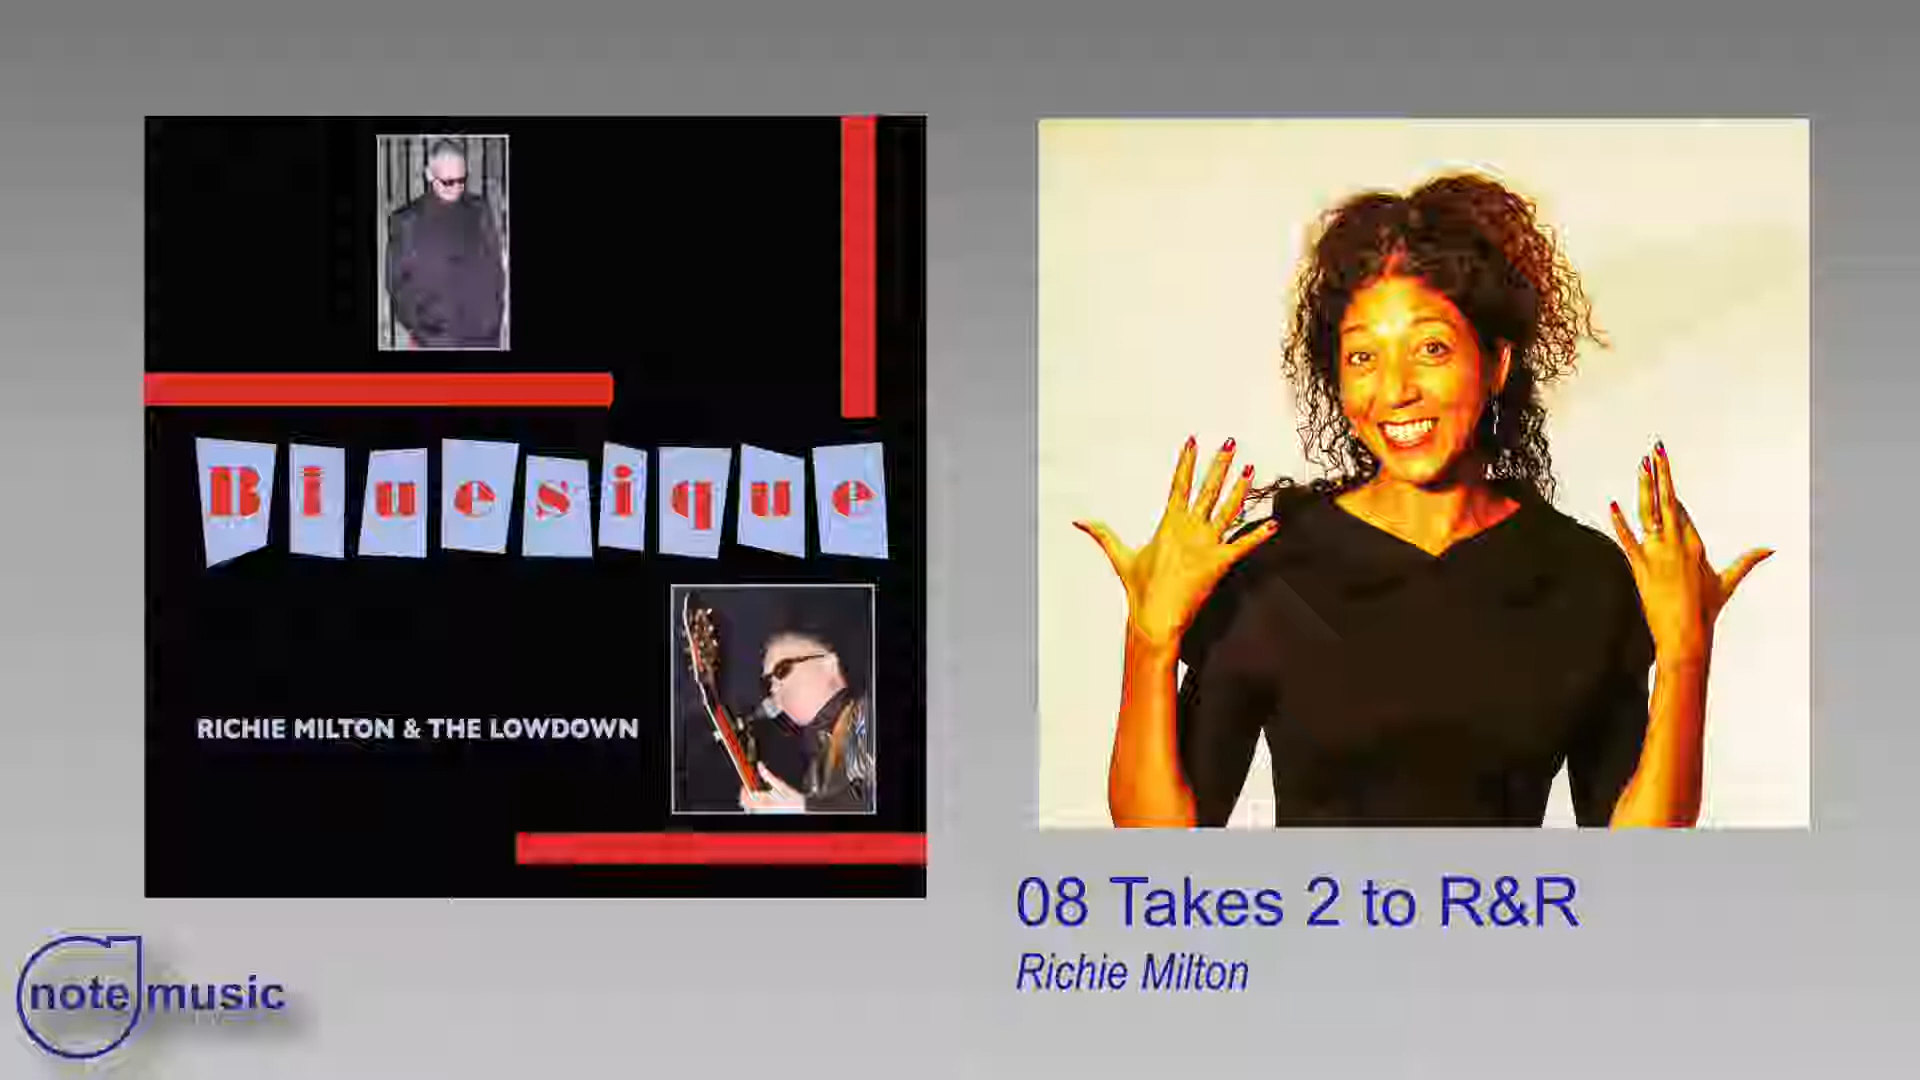 Bluesique
RICHIE MILTON & THE LOWDOWN
08 Takes 2 to R&R
Richie Milton
note music